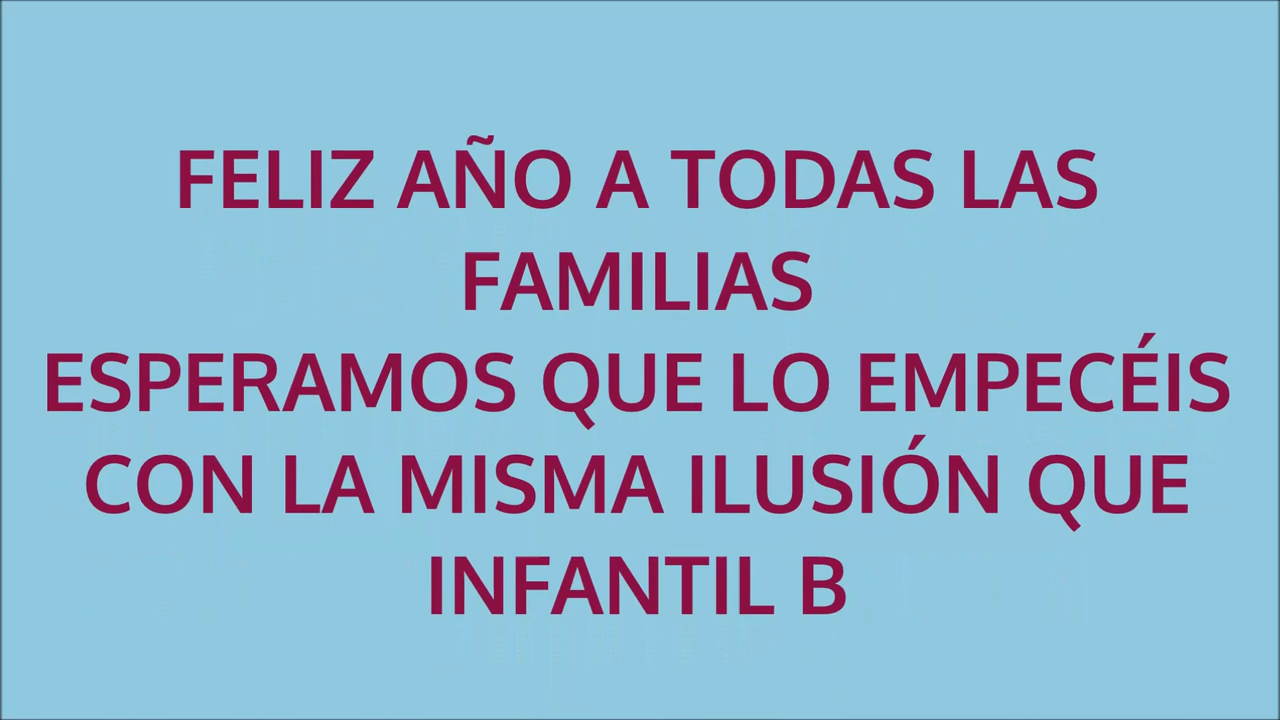 FELIZ AÑO A TODAS LAS
FAMILIAS
ESPERAMOS QUE LO EMPECÉIS
CON LA MISMA ILUSIÓN QUE
INFANTIL B